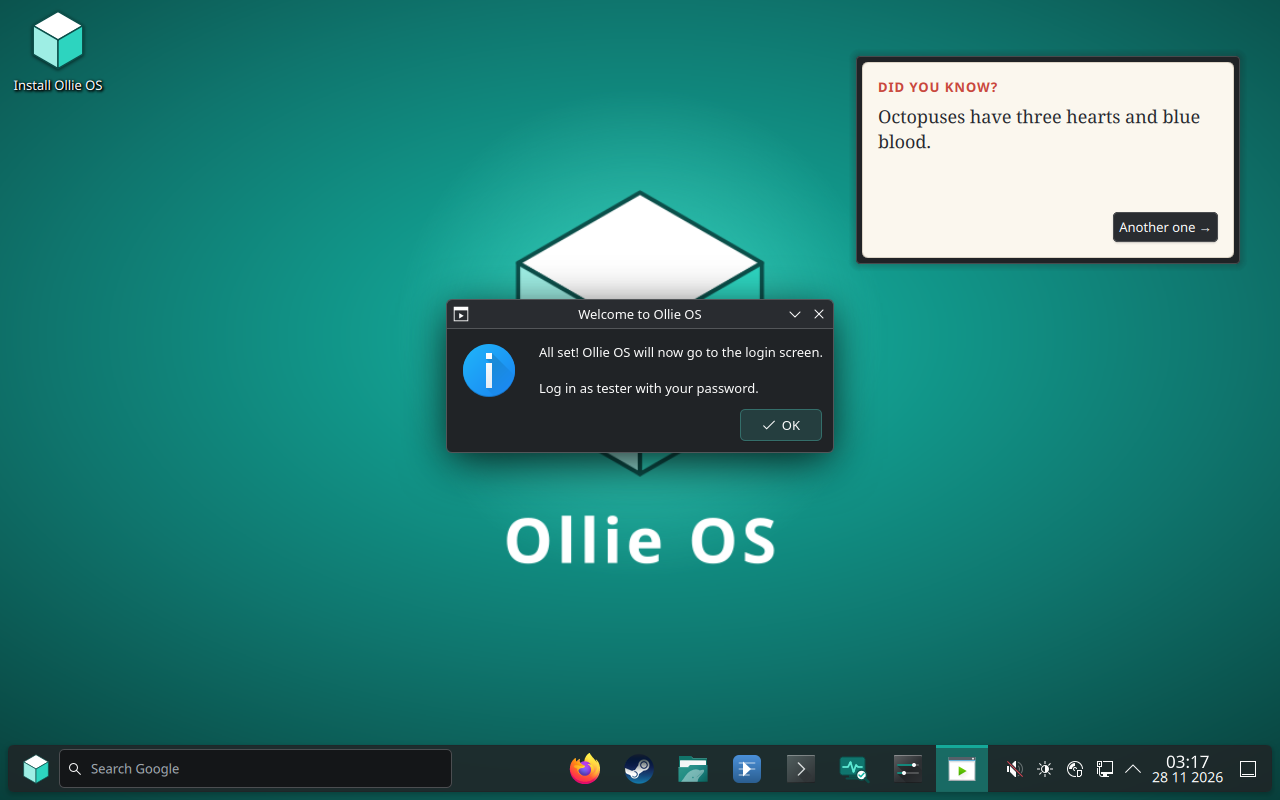 Install Ollie OS
DID YOU KNOW?
Octopuses have three hearts and blue
blood.
Another one →
Welcome to Ollie OS
All set! Ollie OS will now go to the login screen.
Log in as tester with your password.
OK
Ollie OS
Search Google
03:17
28 11 2026